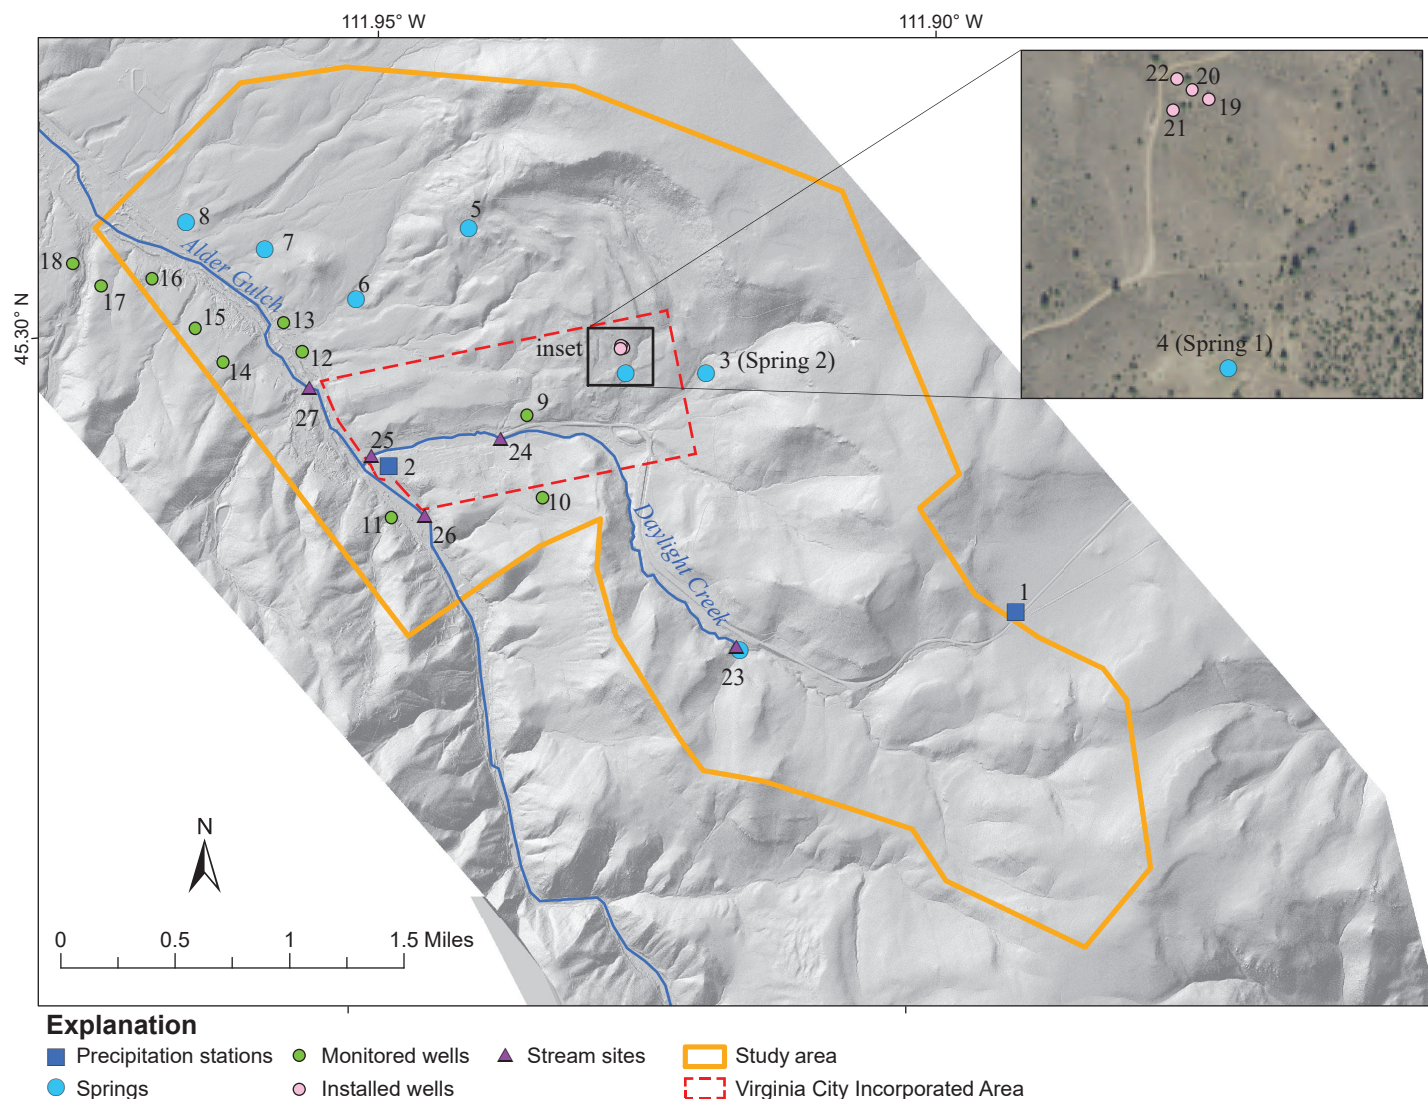 111.95° W
111.90° W
45.30° N
22
20
19
21
4 (Spring 1)
8
5
7
Alder Gulch
18
16
17
6
15
13
12
14
inset
3 (Spring 2)
27
9
25
2
24
10
11
26
Daylight Creek
1
23
N
0
0.5
1
1.5 Miles
Explanation
Precipitation stations
Monitored wells
Stream sites
Study area
Springs
Installed wells
Virginia City Incorporated Area